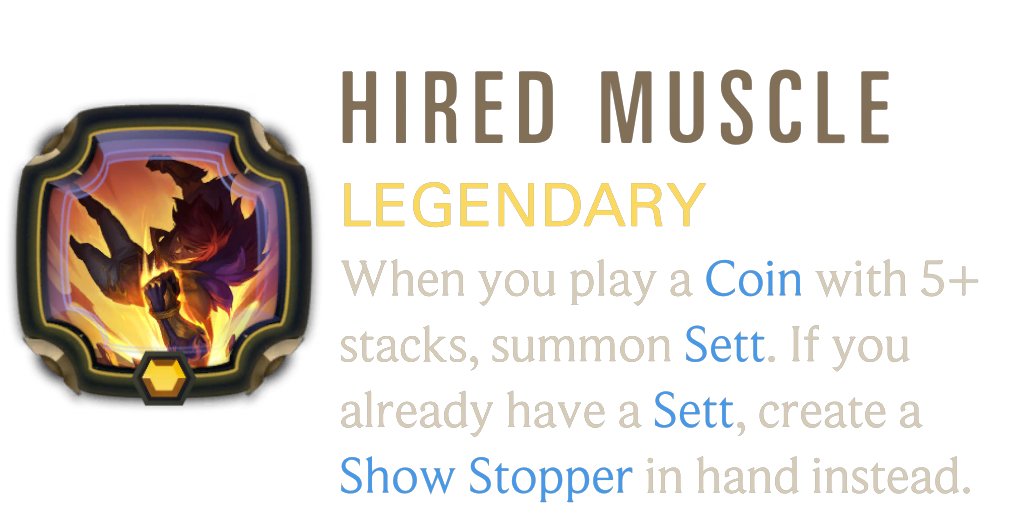 HIRED MUSCLE
LEGENDARY
When you play a Coin with 5+
stacks, summon Sett. If you
already have a Sett, create a
Show Stopper in hand instead.